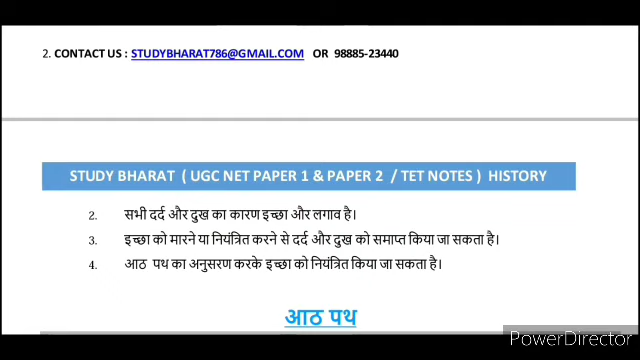 2. CONTACT US : STUDYBHARAT786@GMAIL.COM OR 98885-23440
STUDY BHARAT ( UGC NET PAPER 1 & PAPER 2 / TET NOTES ) HISTORY
2. सभी दर्द और दुख का कारण इच्छा और लगाव है।
3. इच्छा को मारने या नियंत्रित करने से दर्द और दुख को समाप्त किया जा सकता है।
4. आठ पथ का अनुसरण करके इच्छा को नियंत्रित किया जा सकता है।
आठ पथ
PowerDirector